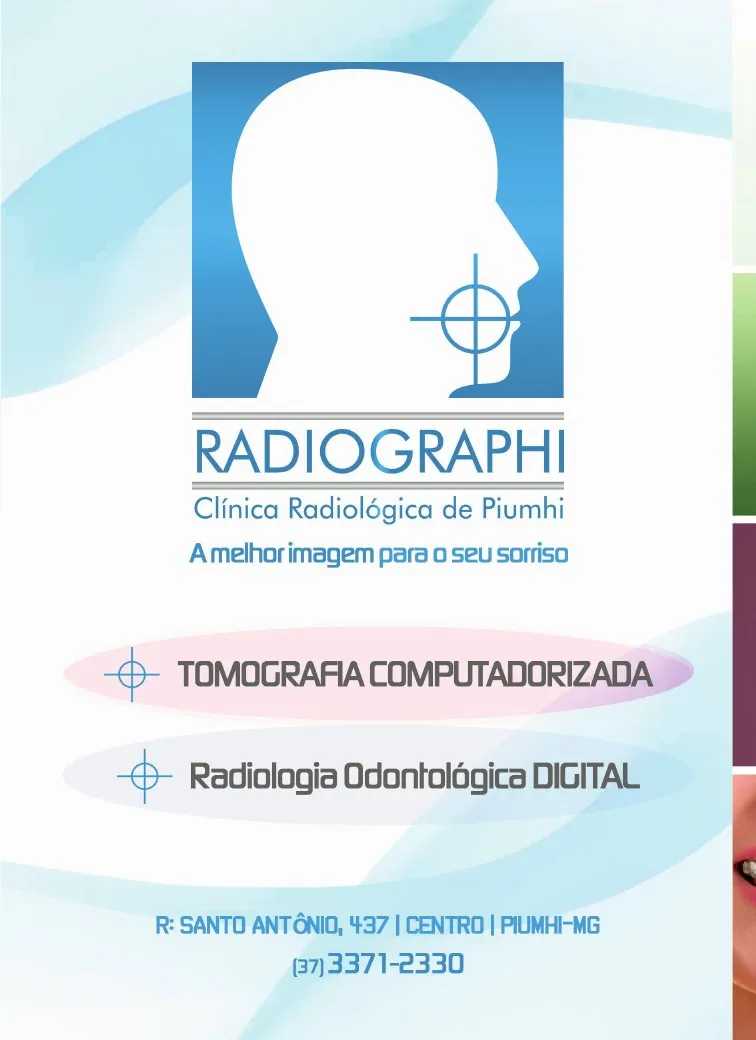 RADIOGRAPHI
Clínica Radiológica de Piumhi
A melhor imagem para o seu sorriso
TOMOGRAFIA COMPUTADORIZADA
Radiologia Odontológica DIGITAL
R: SANTO ANTÔNIO, 437 | CENTRO | PIUMHI-MG
(37) 3371-2330